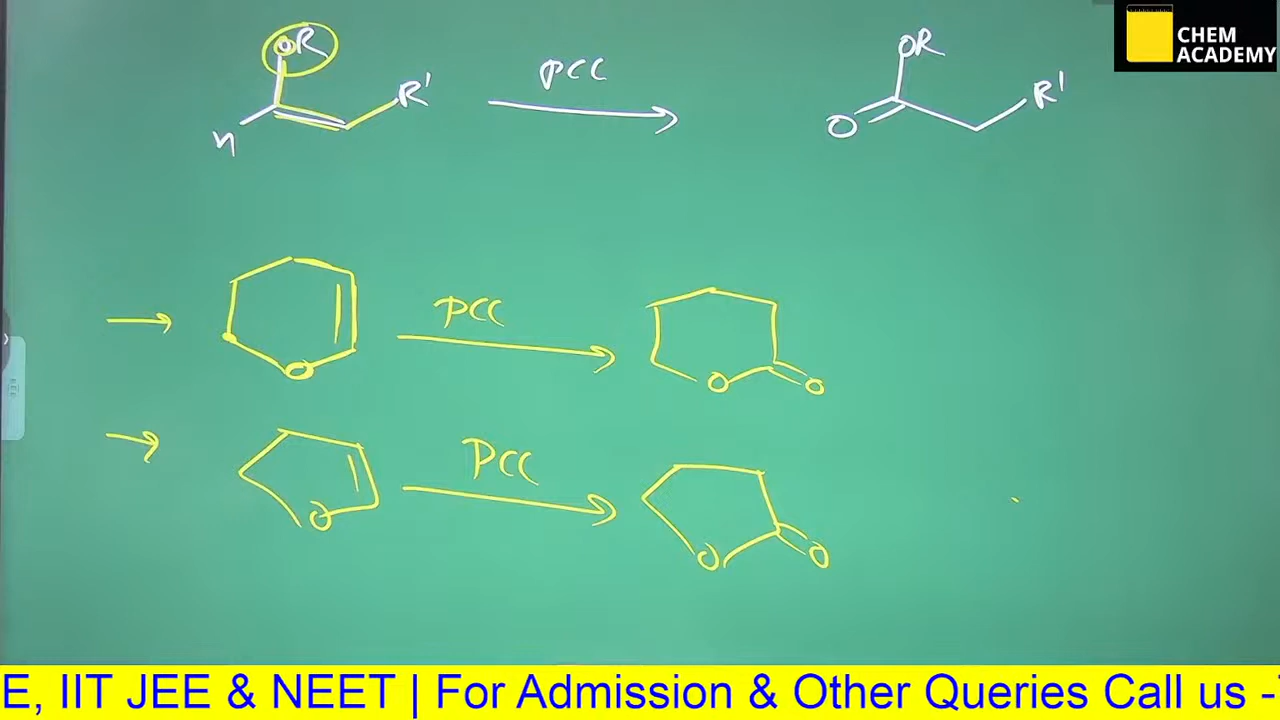 CHEM
ACADEMY
OR
R'
H
PCC
OR
R'
O
PCC
O
O
O
PCC
O
O
O
E, IIT JEE & NEET | For Admission & Other Queries Call us -